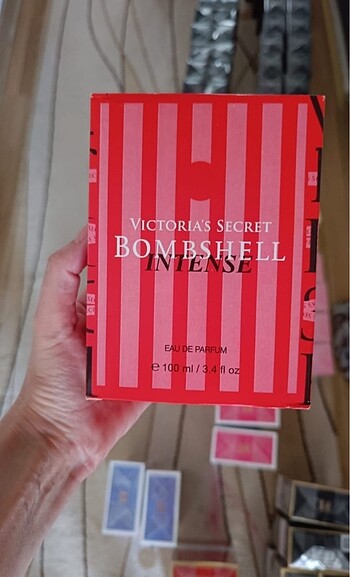 VICTORIA'S SECRET
BOMBSHELL
INTENSE
EAU DE PARFUM
℮ 100 ml / 3.4 fl oz